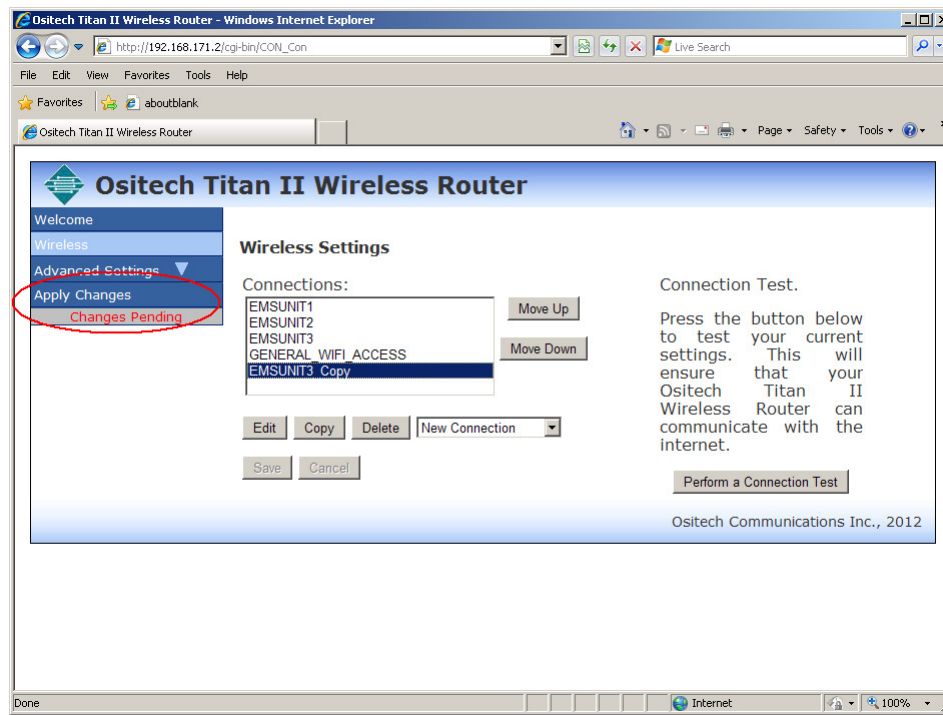 Ositech Titan II Wireless Router - Windows Internet Explorer
http://192.168.171.2/cgi-bin/CON_Con
Live Search
File Edit View Favorites Tools Help
Favorites aboutblank
Ositech Titan II Wireless Router
Page Safety Tools
Ositech Titan II Wireless Router
Welcome
Wireless
Advanced Settings
Apply Changes
Changes Pending
Wireless Settings
Connections:
EMSUNIT1
EMSUNIT2
EMSUNIT3
GENERAL_WIFI_ACCESS
EMSUNIT3_Copy
Move Up
Move Down
Edit Copy Delete New Connection
Save Cancel
Connection Test.
Press the button below
to test your current
settings. This will
ensure that your
Ositech Titan II
Wireless Router can
communicate with the
internet.
Perform a Connection Test
Ositech Communications Inc., 2012
Done Internet 100%